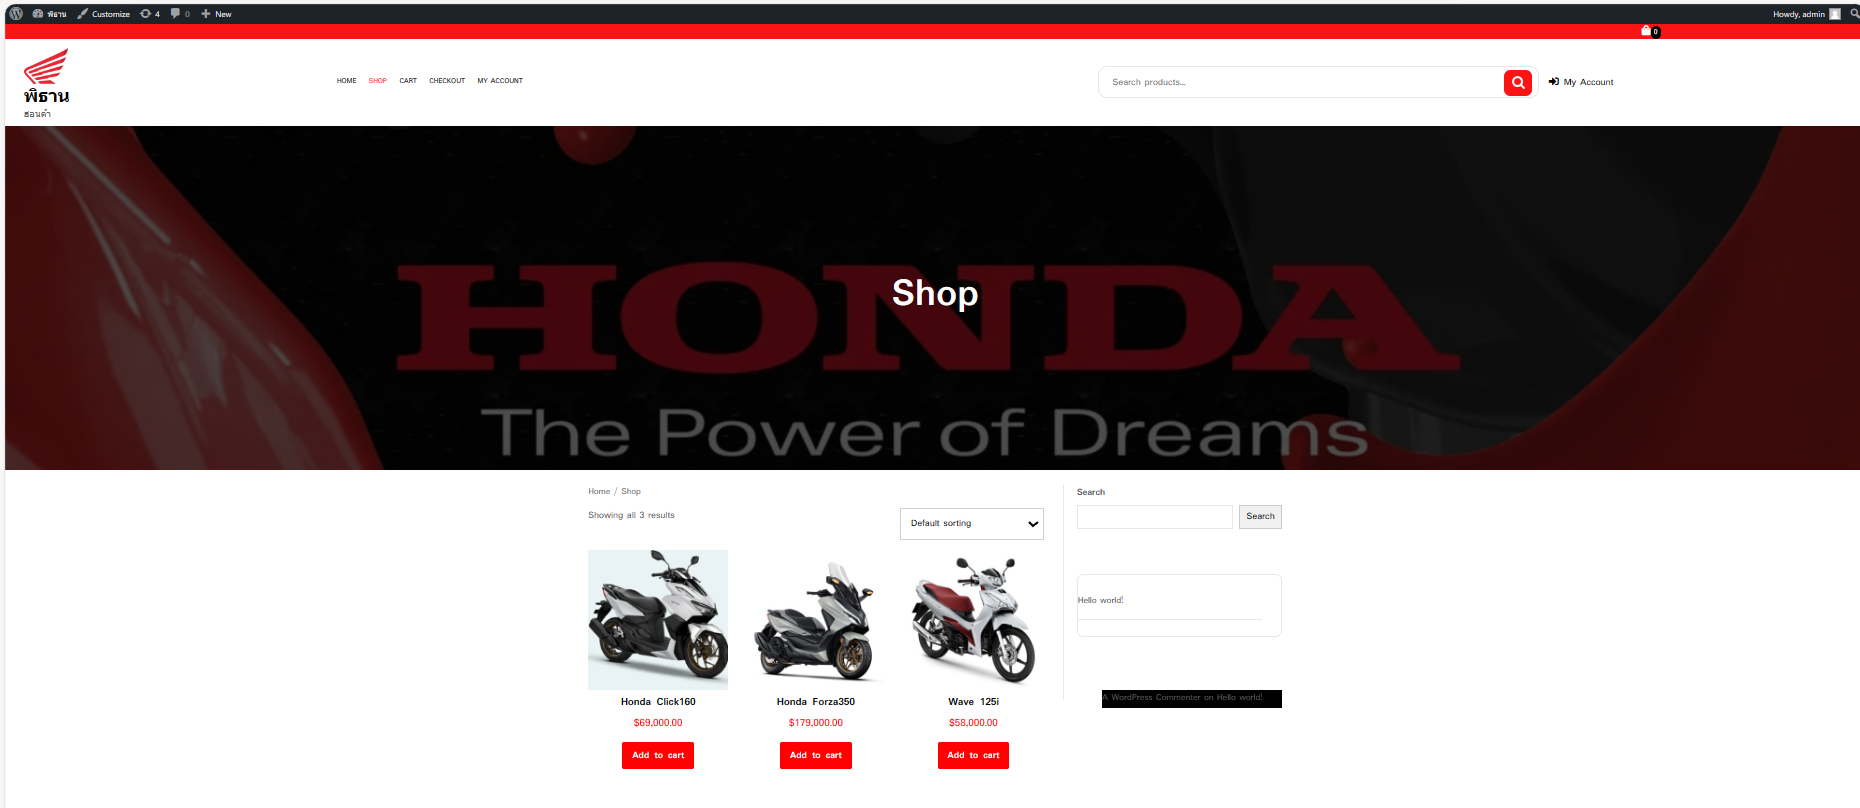 พิธาน Customize 4 0 New Howdy, admin
0
พิธาน
ฮอนด้า
HOME SHOP CART CHECKOUT MY ACCOUNT
Search products...
My Account
HONDA
Shop
The Power of Dreams
Home / Shop
Showing all 3 results
Default sorting
Honda Click160
$69,000.00
Add to cart
Honda Forza350
$179,000.00
Add to cart
Wave 125i
$58,000.00
Add to cart
Search
Search
Hello world!
A WordPress Commenter on Hello world!